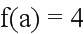 f(a) = 4